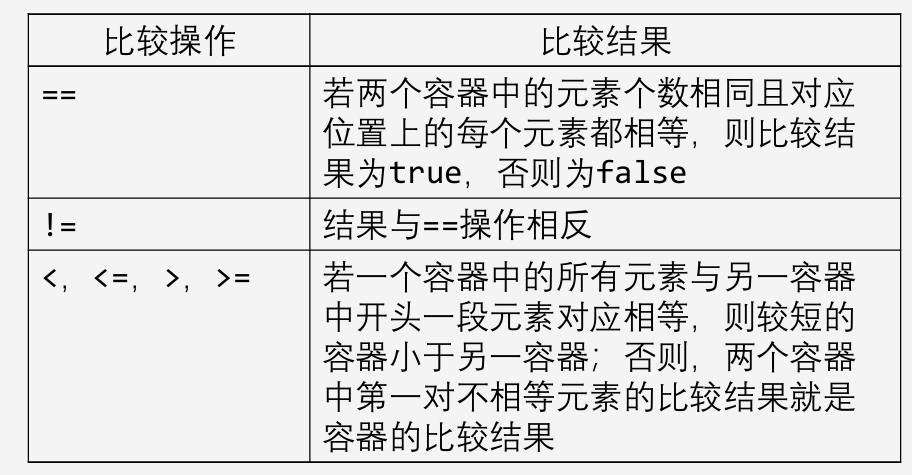 比较操作 比较结果
== 若两个容器中的元素个数相同且对应
位置上的每个元素都相等，则比较结
果为true，否则为false
!= 结果与==操作相反
<，<=，>，>= 若一个容器中的所有元素与另一容器
中开头一段元素对应相等，则较短的
容器小于另一容器；否则，两个容器
中第一对不相等元素的比较结果就是
容器的比较结果